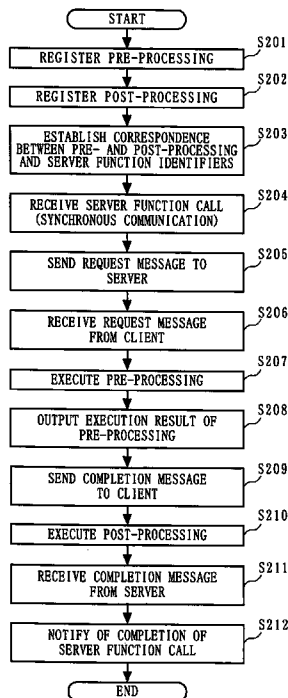 START
S201
REGISTER PRE-PROCESSING
S202
REGISTER POST-PROCESSING
S203
ESTABLISH CORRESPONDENCE
BETWEEN PRE- AND POST-PROCESSING
AND SERVER FUNCTION IDENTIFIERS
S204
RECEIVE SERVER FUNCTION CALL
(SYNCHRONOUS COMMUNICATION)
S205
SEND REQUEST MESSAGE TO
SERVER
S206
RECEIVE REQUEST MESSAGE
FROM CLIENT
S207
EXECUTE PRE-PROCESSING
S208
OUTPUT EXECUTION RESULT OF
PRE-PROCESSING
S209
SEND COMPLETION MESSAGE
TO CLIENT
S210
EXECUTE POST-PROCESSING
S211
RECEIVE COMPLETION MESSAGE
FROM SERVER
S212
NOTIFY OF COMPLETION OF
SERVER FUNCTION CALL
END